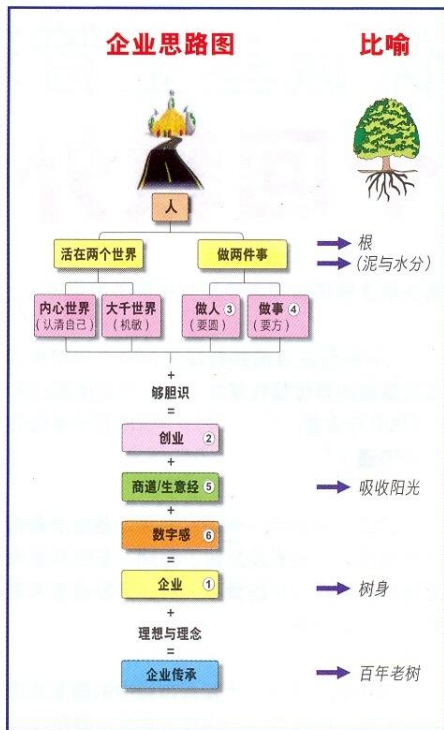 企业思路图 比喻
人
活在两个世界 做两件事
根
(泥与水分)
内心世界 大千世界 做人 ③ 做事 ④
(认清自己) (机敏) (要圆) (要方)
+
够胆识
=
创业 ②
+
商道/生意经 ⑤ 吸收阳光
+
数字感 ⑥
=
企业 ① 树身
+
理想与理念
=
企业传承 百年老树